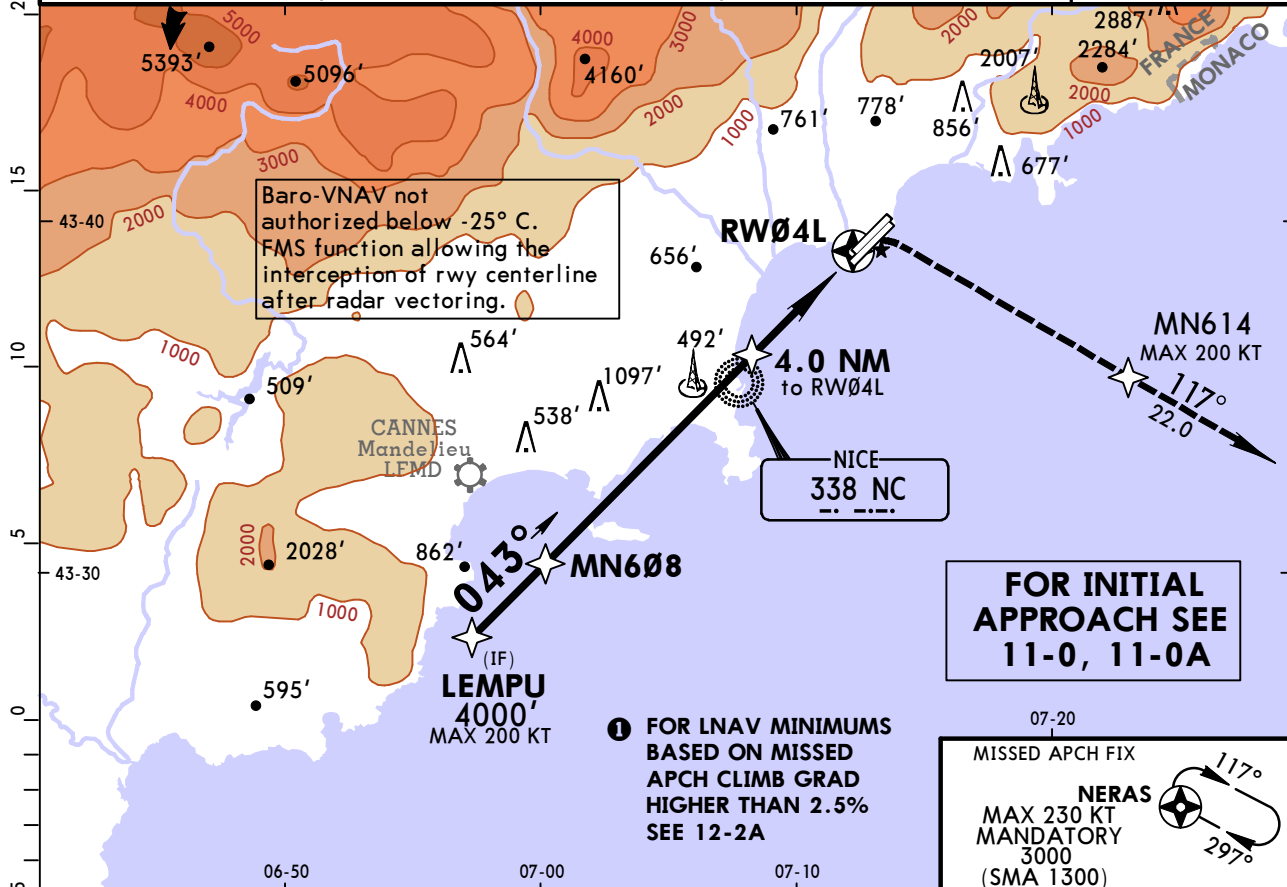 5000
5393'
5096'
4000
4000
4160'
3000
2000
2000
2887'
2007'
2284'
FRANCE
MONACO
2000
1000
856'
778'
761'
1000
677'
3000
2000
15
43-40
Baro-VNAV not
authorized below -25° C.
FMS function allowing the
interception of rwy centerline
after radar vectoring.
RWØ4L
656'
MN614
MAX 200 KT
117°
22.0
10
1000
564'
492'
4.0 NM
to RWØ4L
509'
1097'
538'
CANNES
Mandelieu
LFMD
NICE
338 NC
5
2000
2028'
862'
043°
MN6Ø8
43-30
1000
FOR INITIAL
APPROACH SEE
11-0, 11-0A
(IF)
LEMPU
4000'
MAX 200 KT
595'
0
07-20
1 FOR LNAV MINIMUMS
BASED ON MISSED
APCH CLIMB GRAD
HIGHER THAN 2.5%
SEE 12-2A
MISSED APCH FIX
117°
NERAS
MAX 230 KT
MANDATORY
3000
(SMA 1300)
297°
06-50
07-00
07-10